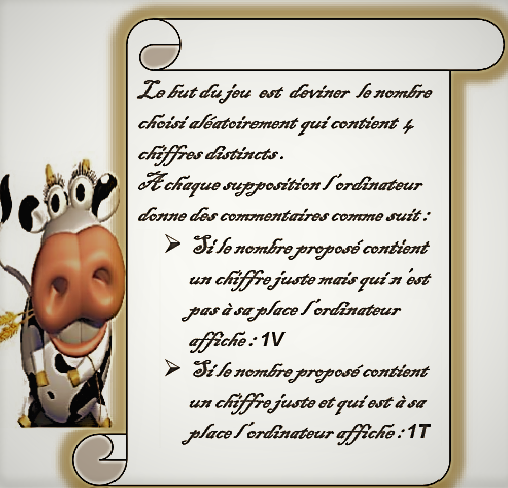 Le but du jeu est deviner le nombre
choisi aléatoirement qui contient 4
chiffres distincts .
A chaque supposition l'ordinateur
donne des commentaires comme suit :
➤ Si le nombre proposé contient
un chiffre juste mais qui n'est
pas à sa place l'ordinateur
affiche : 1V
➤ Si le nombre proposé contient
un chiffre juste et qui est à sa
place l'ordinateur affiche : 1T